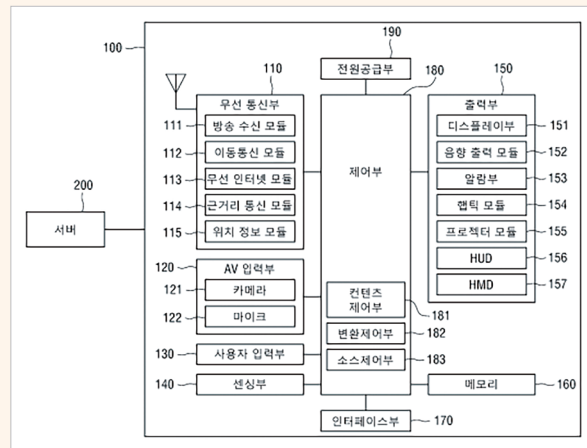 190
100
전원공급부
110
180
150
무선 통신부
출력부
111
방송 수신 모듈
디스플레이부
151
112
이동통신 모듈
음향 출력 모듈
152
113
무선 인터넷 모듈
제어부
알람부
153
114
근거리 통신 모듈
햅틱 모듈
154
115
위치 정보 모듈
프로젝터 모듈
155
200
서버
HUD
156
120
AV 입력부
HMD
157
121
카메라
컨텐츠
제어부
181
122
마이크
변환제어부
182
130
사용자 입력부
소스제어부
183
140
센싱부
메모리
160
인터페이스부
170